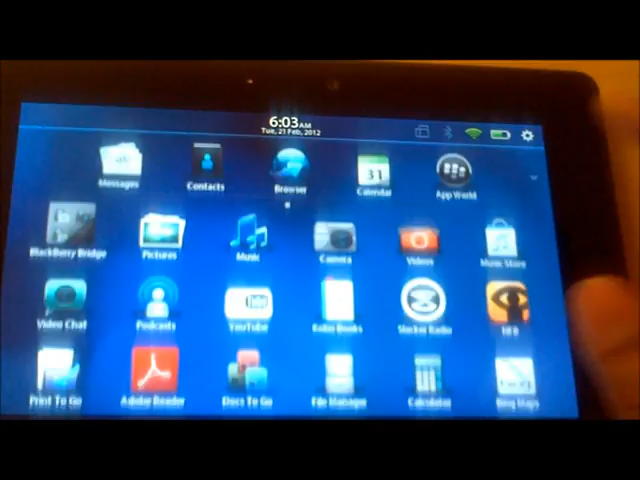 6:03AM
Tue, 21 Feb, 2012
Messages
Contacts
Browser
31
Calendar
App World
BlackBerry Bridge
Pictures
Music
Camera
Videos
Music Store
Video Chat
Podcasts
You Tube
YouTube
Kobo Books
Slacker Radio
Print To Go
Adobe Reader
Docs To Go
File Manager
Calculator
Bing Maps